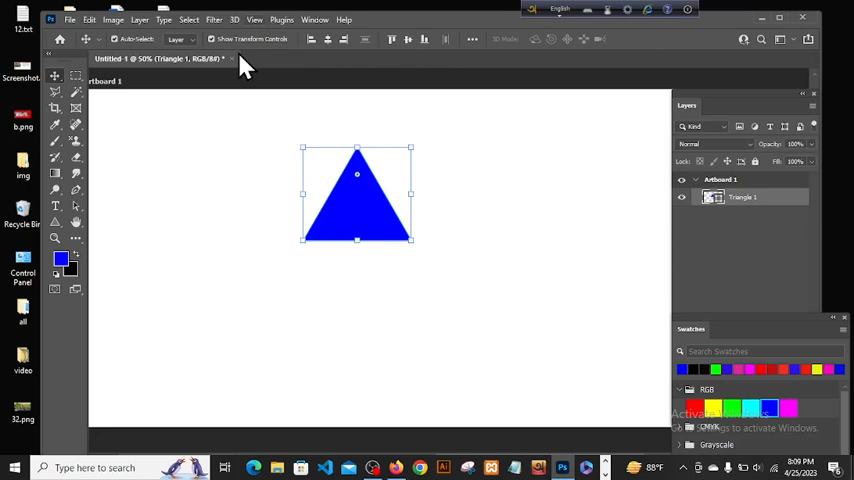 12.txt
Screenshot...
b.png
img
Recycle Bin
Control
Panel
all
video
32.png
English
Ps
File Edit Image Layer Type Select Filter 3D View Plugins Window Help
Auto-Select: Layer Show Transform Controls 3D Mode:
Untitled-1 @ 50% (Triangle 1, RGB/8#) * ×
rtboard 1
Layers
Kind
Normal Opacity: 100%
Lock: Fill: 100%
Artboard 1
Triangle 1
Swatches
Search Swatches
RGB
Activate Windows
Go to Settings to activate Windows.
CMYK
Grayscale
Type here to search
Ai
Ps
88°F
8:09 PM
4/25/2023
6